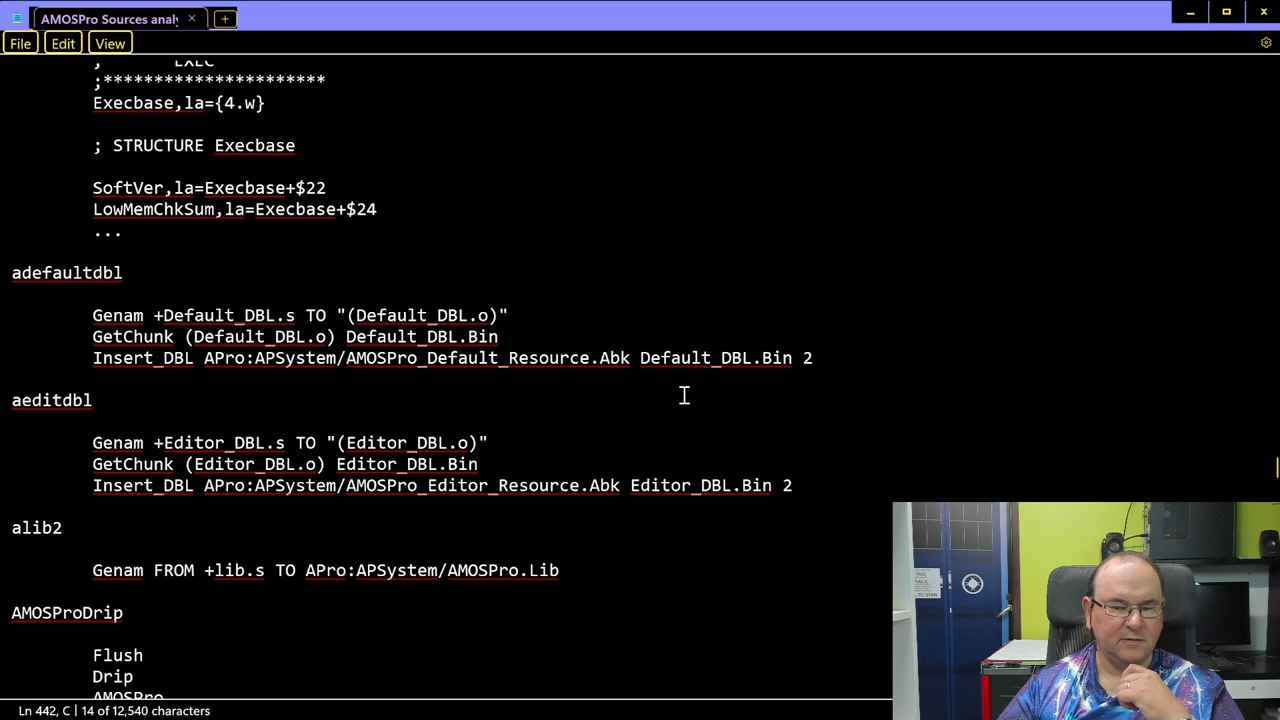 AMOSPro Sources analy
File
Edit
View
; EXEC
;**********************
Execbase,la={4.w}
; STRUCTURE Execbase
SoftVer,la=Execbase+$22
LowMemChkSum,la=Execbase+$24
...
adefaultdbl
Genam +Default_DBL.s TO "(Default_DBL.o)"
GetChunk (Default_DBL.o) Default_DBL.Bin
Insert_DBL APro:APSystem/AMOSPro_Default_Resource.Abk Default_DBL.Bin 2
aeditdbl
Genam +Editor_DBL.s TO "(Editor_DBL.o)"
GetChunk (Editor_DBL.o) Editor_DBL.Bin
Insert_DBL APro:APSystem/AMOSPro_Editor_Resource.Abk Editor_DBL.Bin 2
alib2
Genam FROM +lib.s TO APro:APSystem/AMOSPro.Lib
AMOSProDrip
Flush
Drip
AMOSPro
Ln 442, C | 14 of 12,540 characters